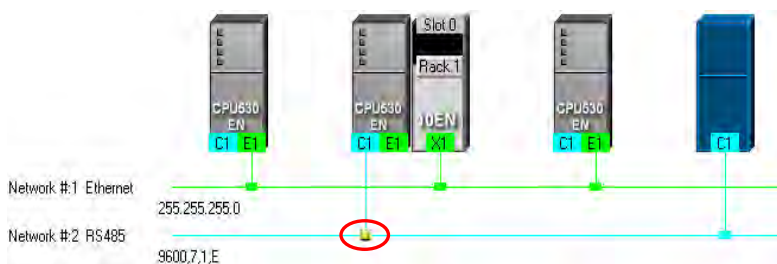 Slot 0
Rack 1
CPU530 EN
CPU530 EN
00EN
CPU530 EN
C1 E1
C1 E1
X1
C1 E1
C1
Network #:1 Ethernet
255.255.255.0
Network #:2 RS485
9600,7,1,E